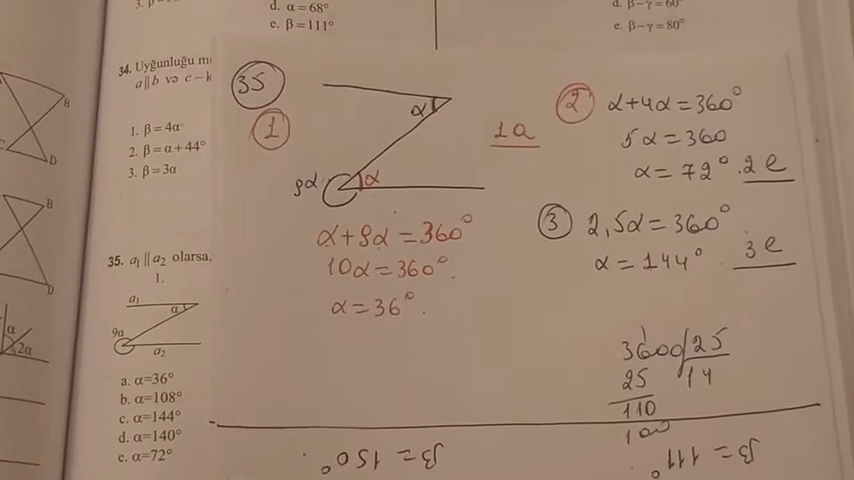 3. β=
d. α=68°
e. β=111°
d. β−γ=60°
e. β−γ=80°
34. Uyğunluğu m
a∥b və c−k
1. β=4α
2. β=α+44°
3. β=3α
35. a₁∥a₂ olarsa,
1.
a₁
α
9α
a₂
a. α=36°
b. α=108°
c. α=144°
d. α=140°
e. α=72°
B
D
B
D
α
2α
35
1
α
α
9α
1a
α+9α=360°
10α=360°.
α=36°.
2
α+4α=360°
5α=360
α=72°. 2e
3
2,5α=360°
α=144°. 3e
3600 25
25 14
110
100
β=150°.
β=111°